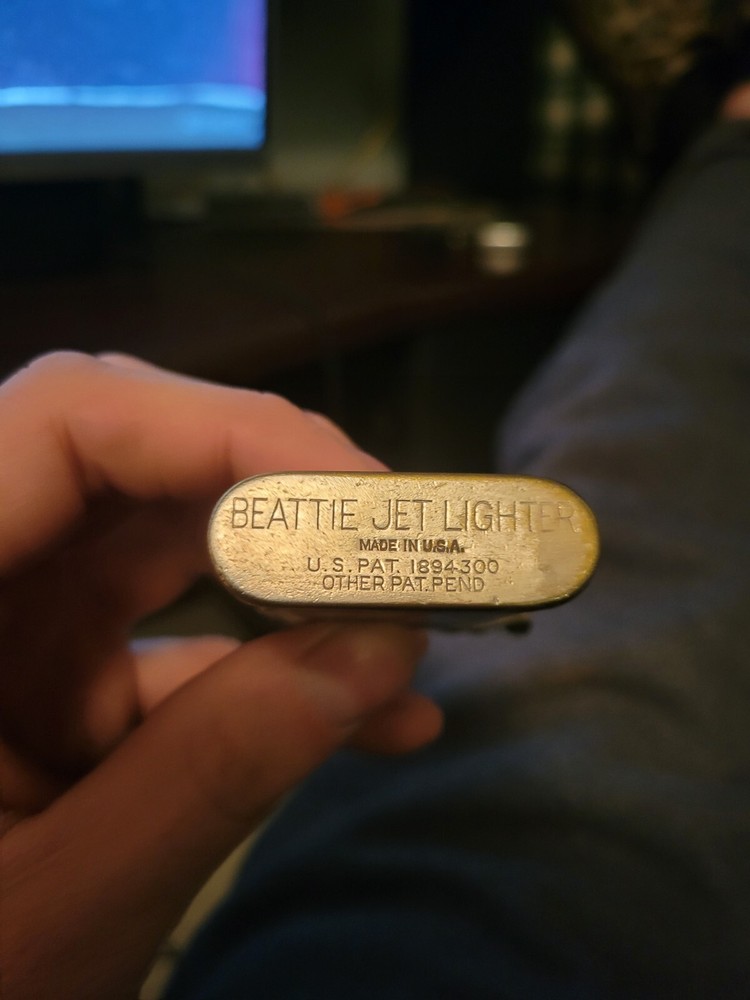 BEATTIE JET LIGHTER
MADE IN U.S.A.
U.S. PAT. 1894300
OTHER PAT. PEND